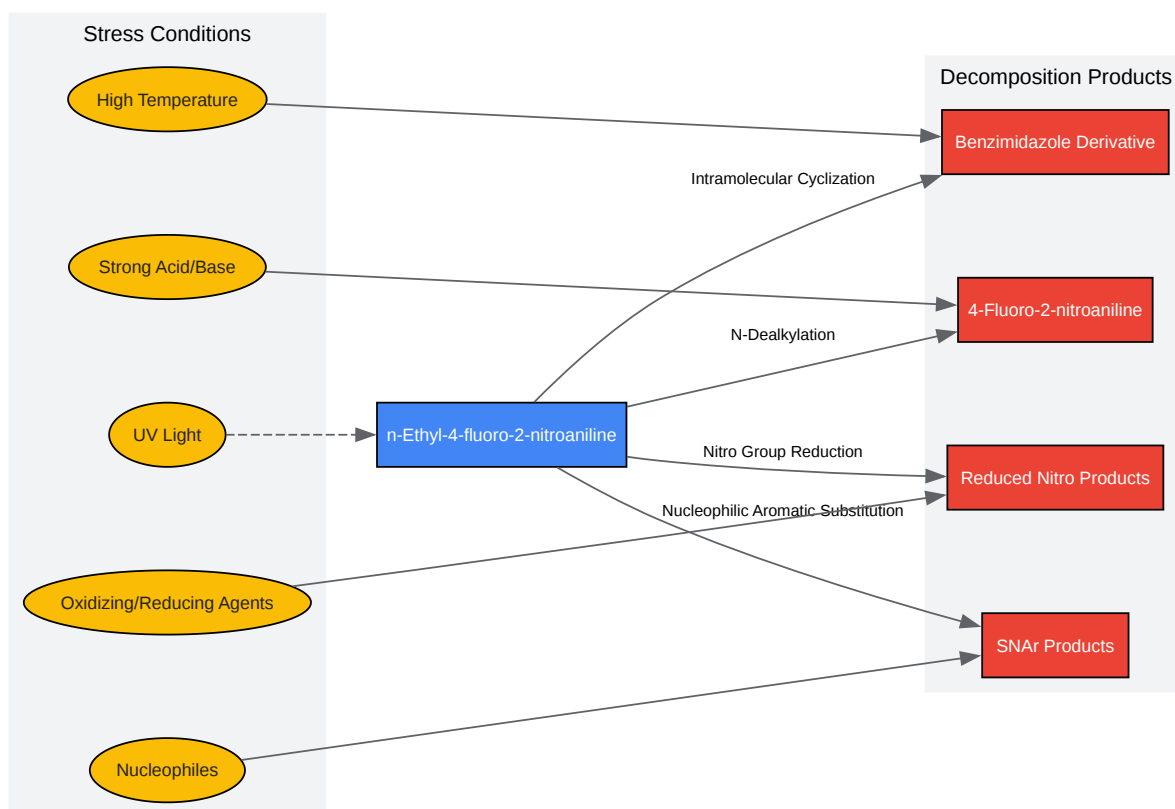 Stress Conditions
High Temperature
Strong Acid/Base
UV Light
Oxidizing/Reducing Agents
Nucleophiles
n-Ethyl-4-fluoro-2-nitroaniline
Intramolecular Cyclization
N-Dealkylation
Nitro Group Reduction
Nucleophilic Aromatic Substitution
Decomposition Products
Benzimidazole Derivative
4-Fluoro-2-nitroaniline
Reduced Nitro Products
SNAr Products